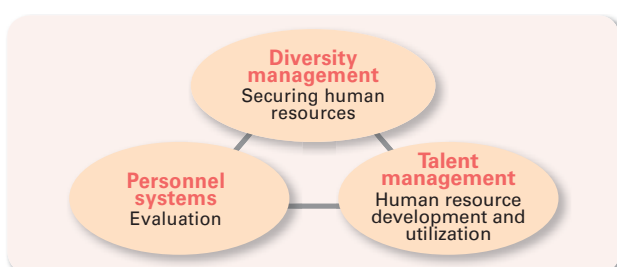 Diversity
management
Securing human
resources
Personnel
systems
Evaluation
Talent
management
Human resource
development and
utilization